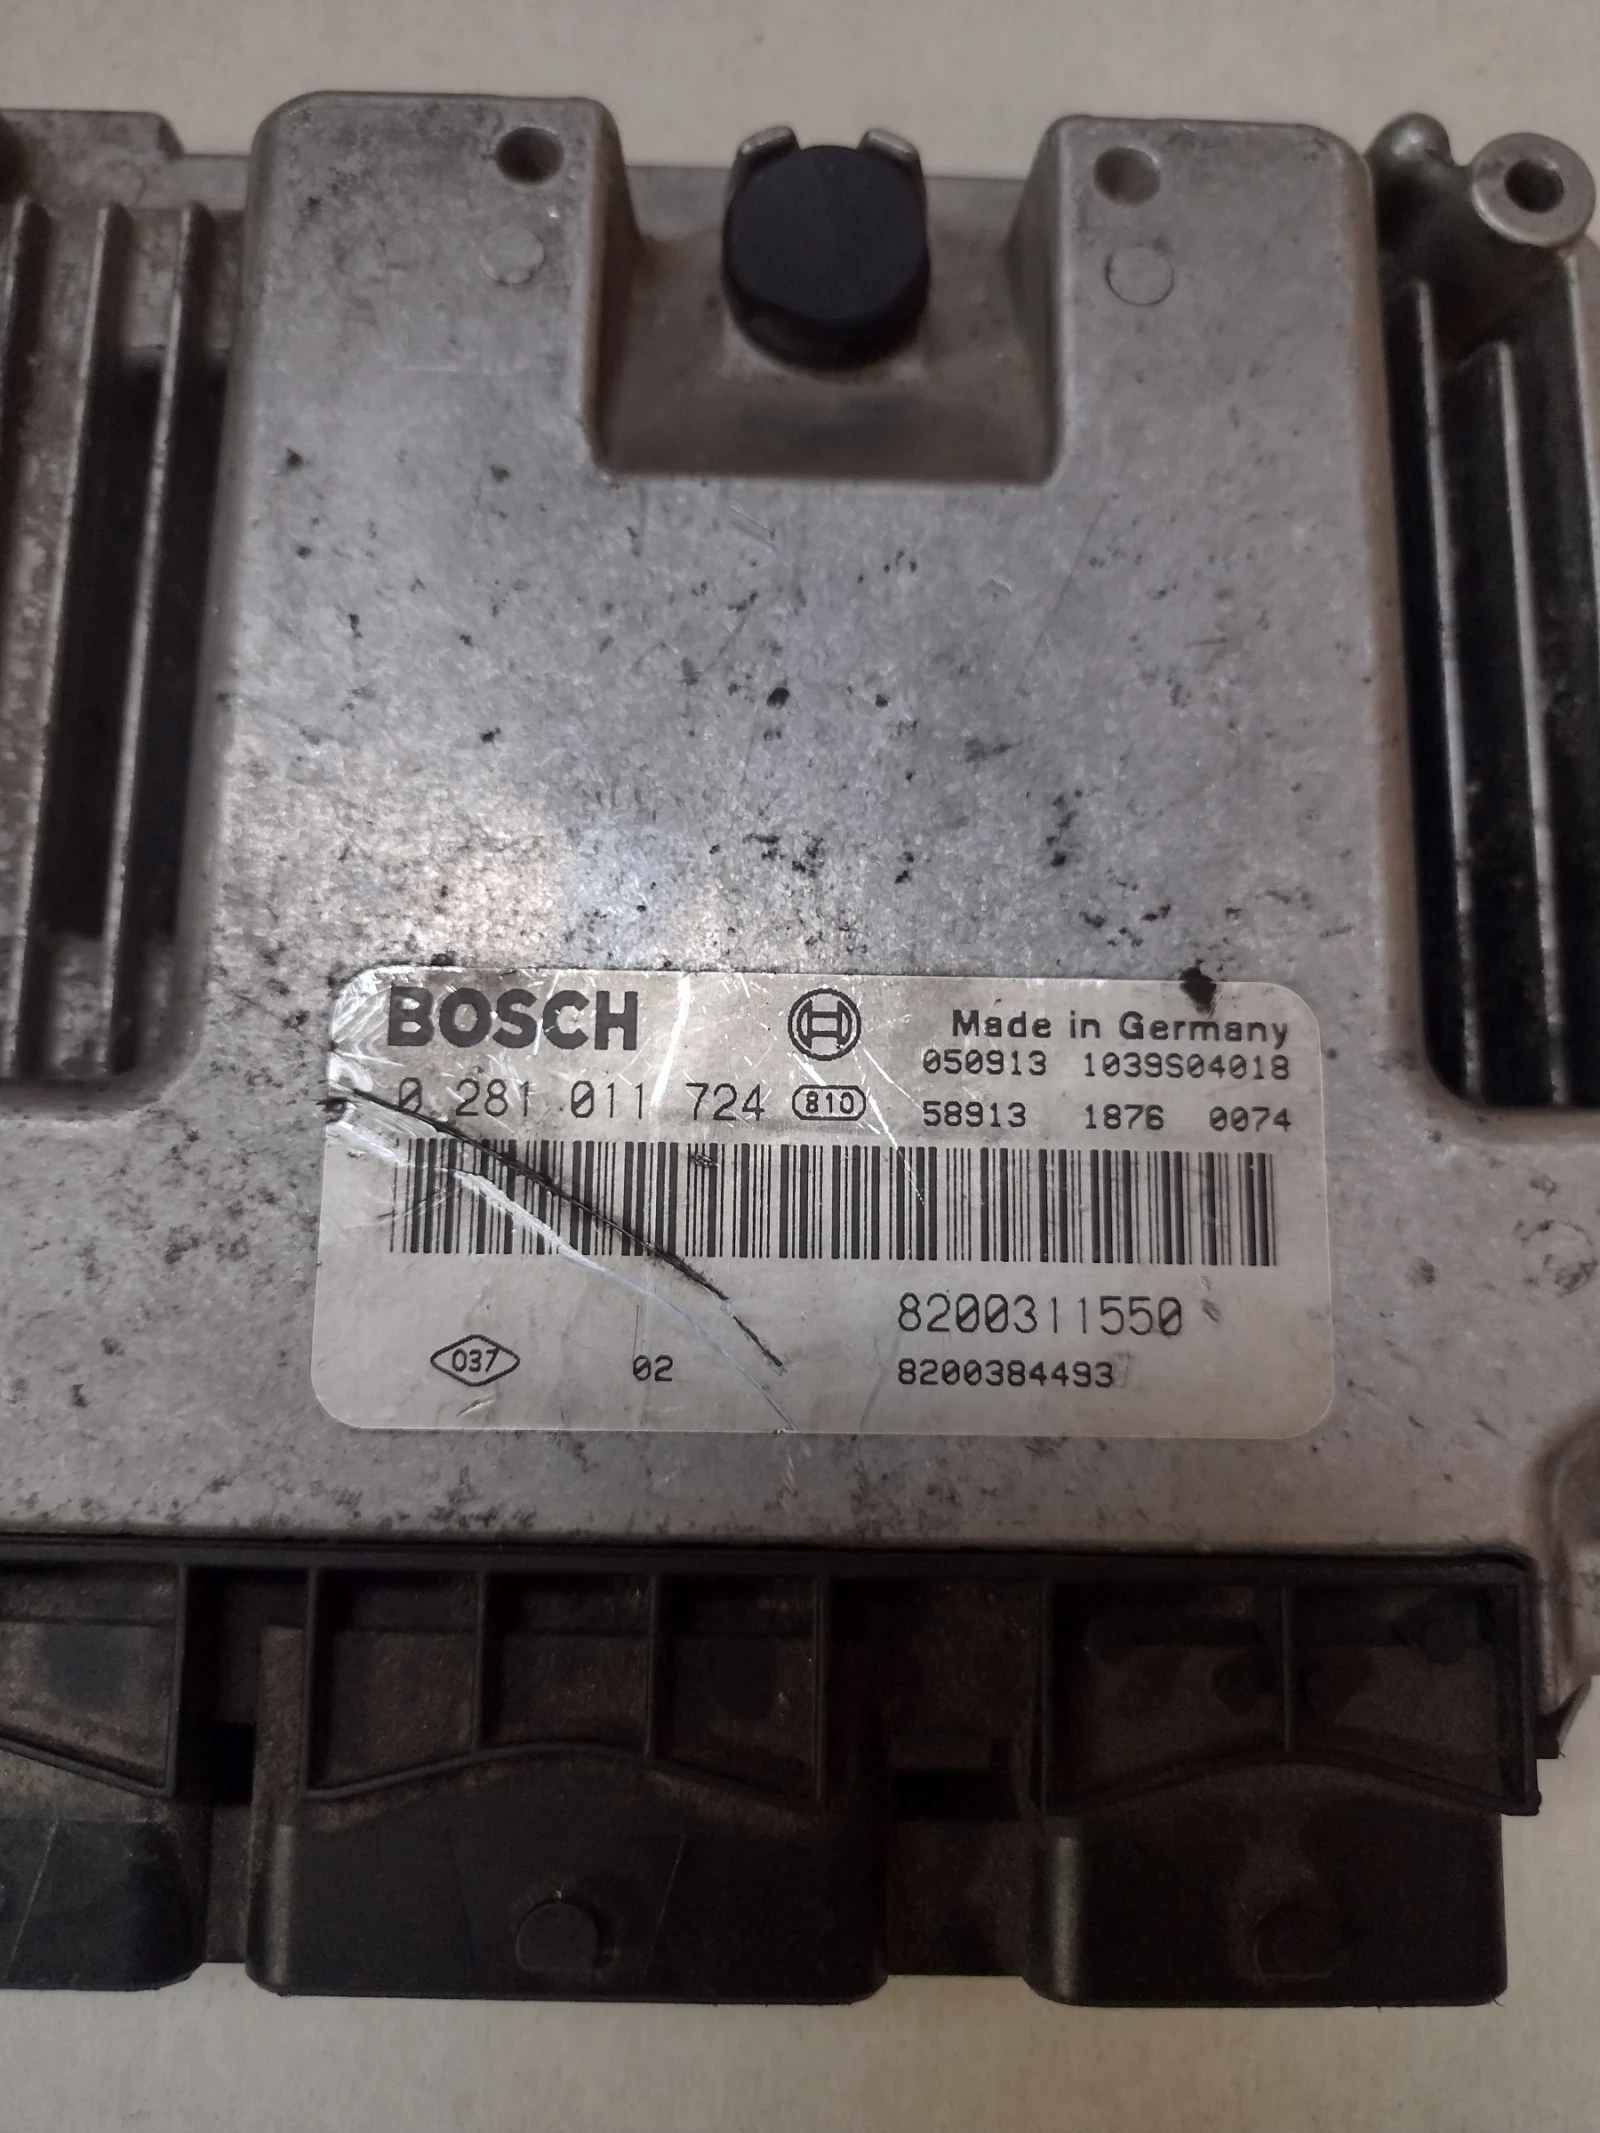 BOSCH
Made in Germany
050913 1039S04018
0 281 011 724 810
58913 1876 0074
8200311550
037 02 8200384493